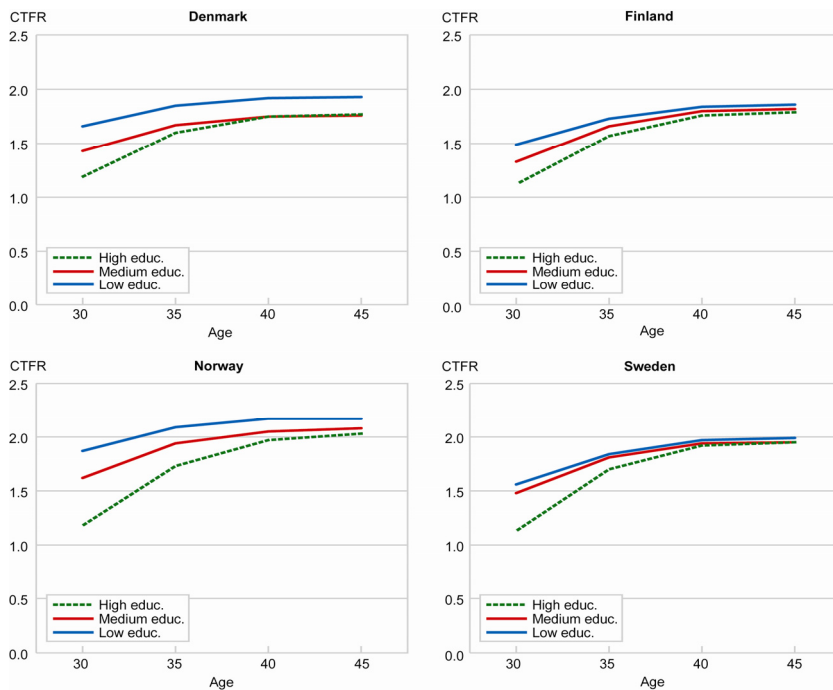 CTFR Denmark
2.5
2.0
1.5
1.0
0.5
0.0
High educ.
Medium educ.
Low educ.
30 35 40 45
Age
CTFR Finland
2.5
2.0
1.5
1.0
0.5
0.0
High educ.
Medium educ.
Low educ.
30 35 40 45
Age
CTFR Norway
2.5
2.0
1.5
1.0
0.5
0.0
High educ.
Medium educ.
Low educ.
30 35 40 45
Age
CTFR Sweden
2.5
2.0
1.5
1.0
0.5
0.0
High educ.
Medium educ.
Low educ.
30 35 40 45
Age